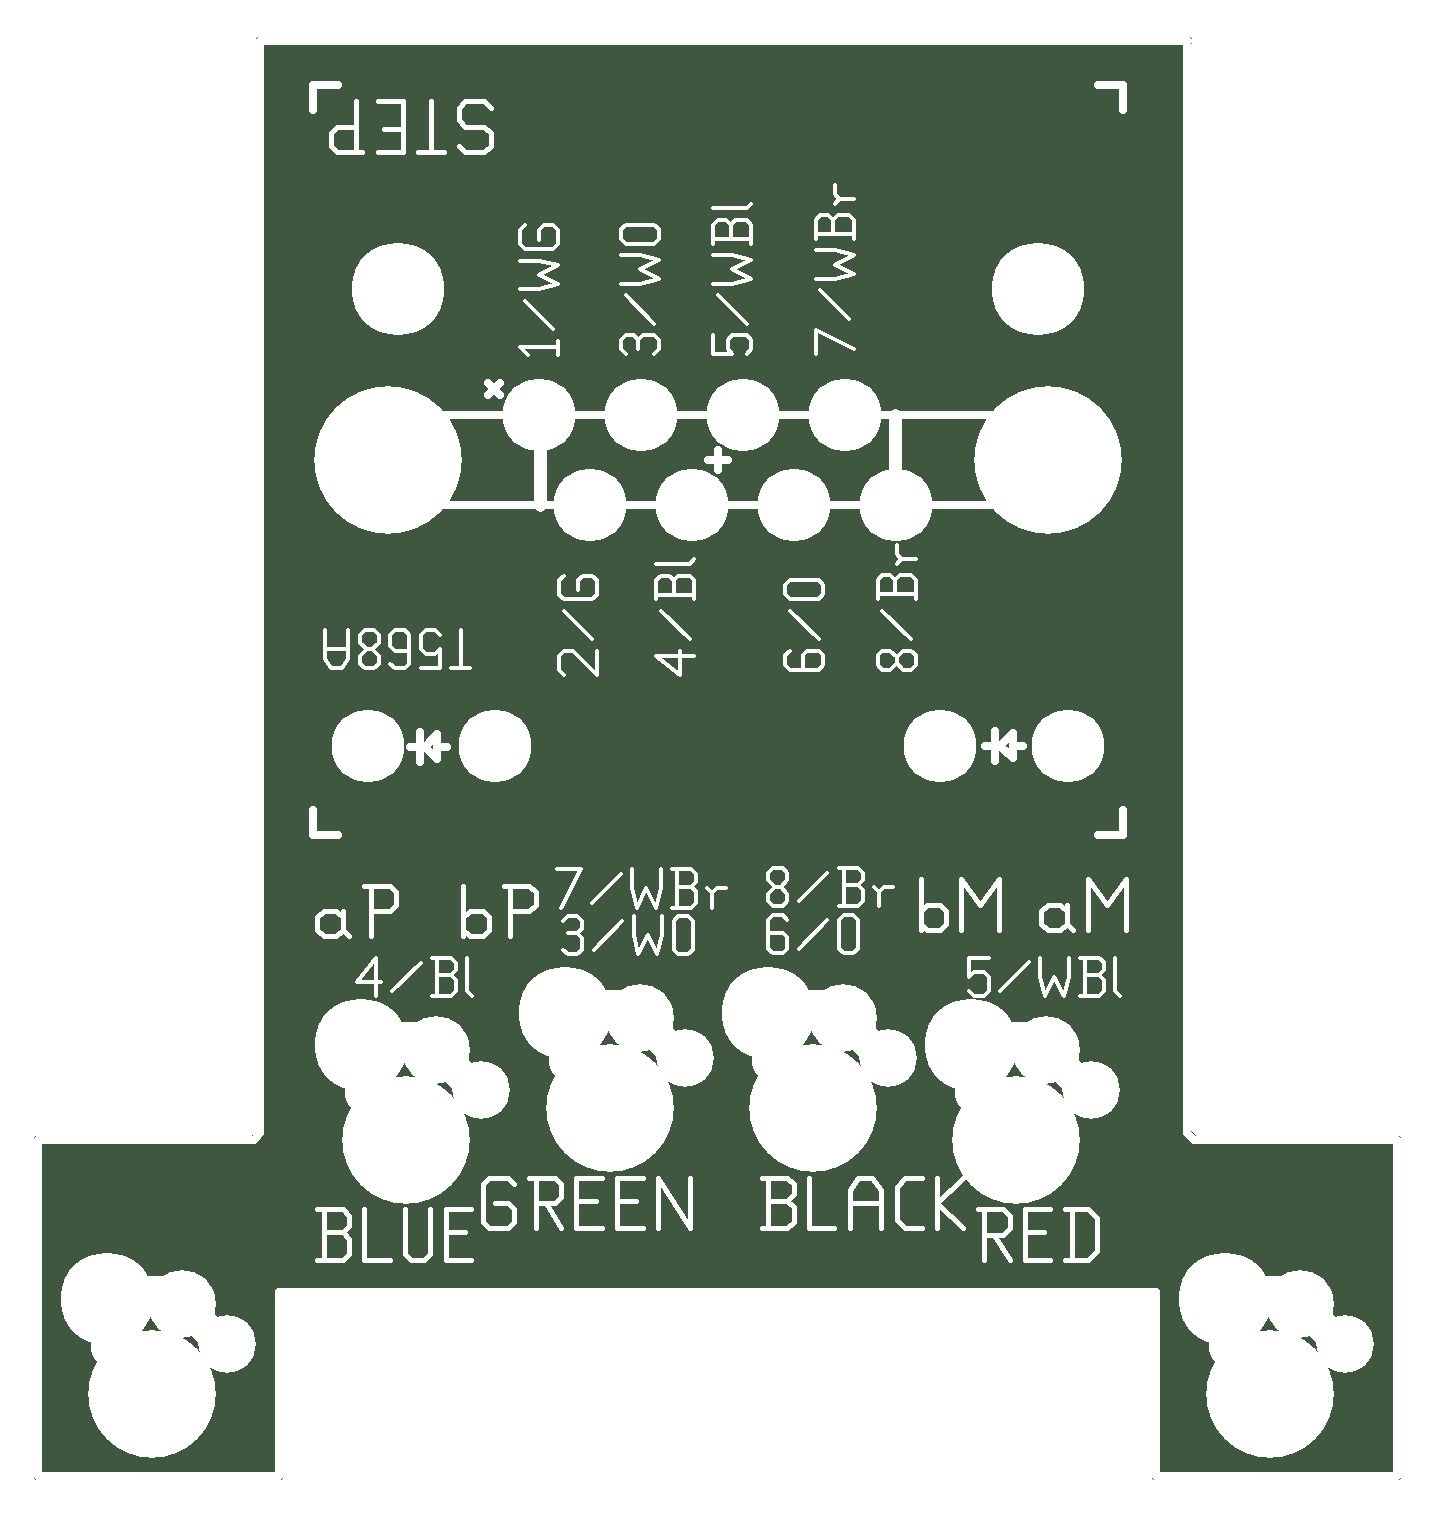 STEP
1/WG
3/WO
5/WBl
7/WBr
2/G
4/Bl
6/O
8/Br
T568A
7/WBr 8/Br
aP bP 3/WO 6/O bM aM
4/Bl 5/WBl
GREEN BLACK
BLUE RED